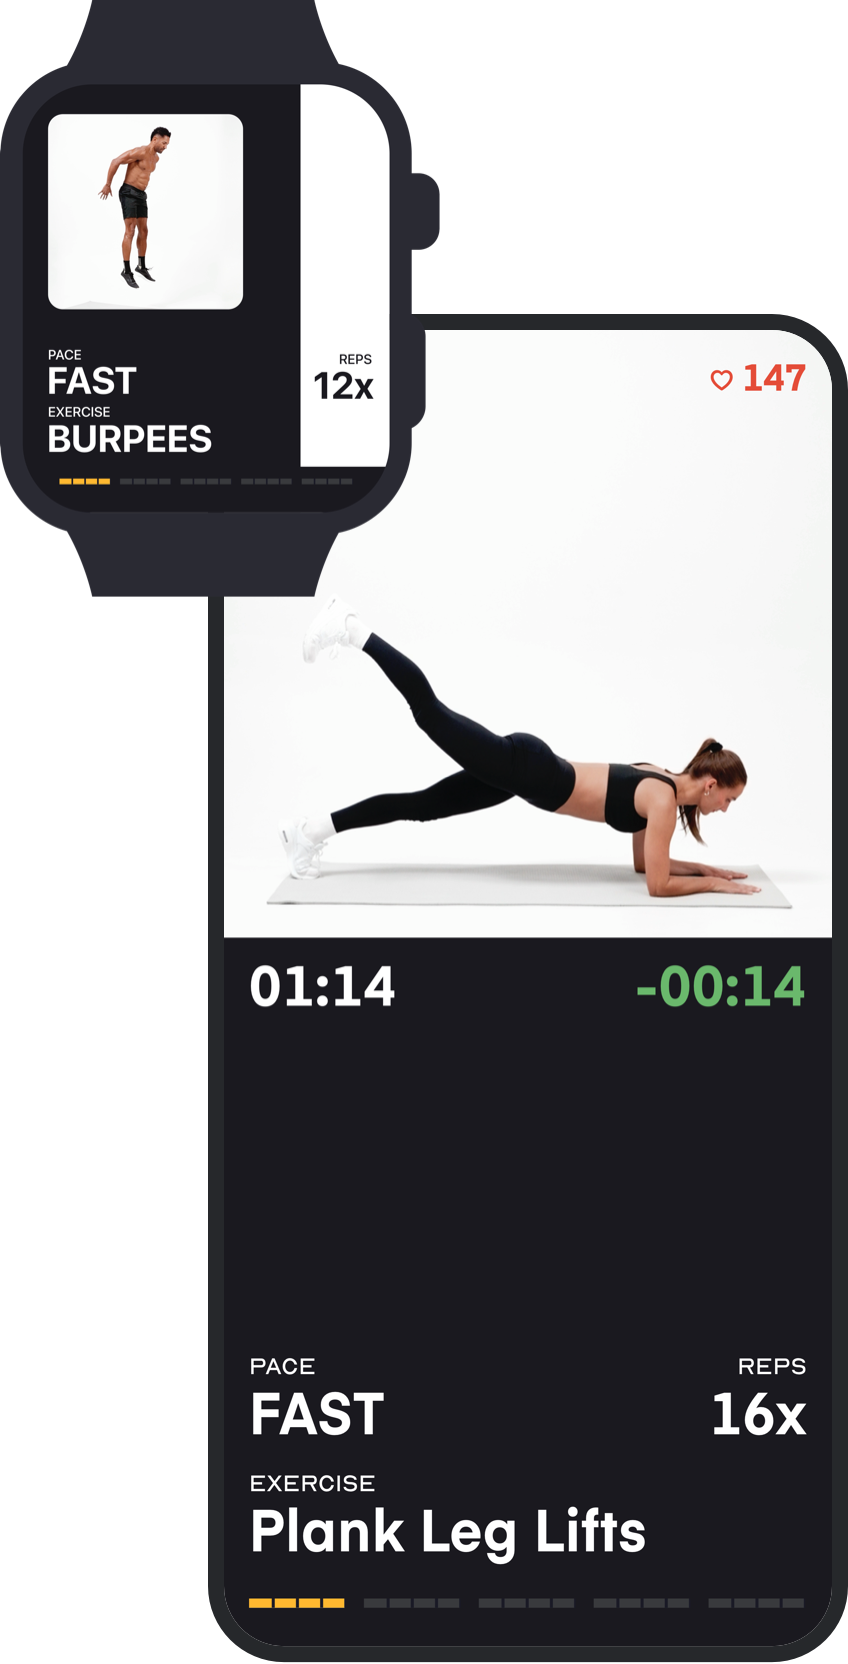 PACE
FAST
EXERCISE
BURPEES
REPS
12x
147
01:14
-00:14
PACE
FAST
REPS
16x
EXERCISE
Plank Leg Lifts